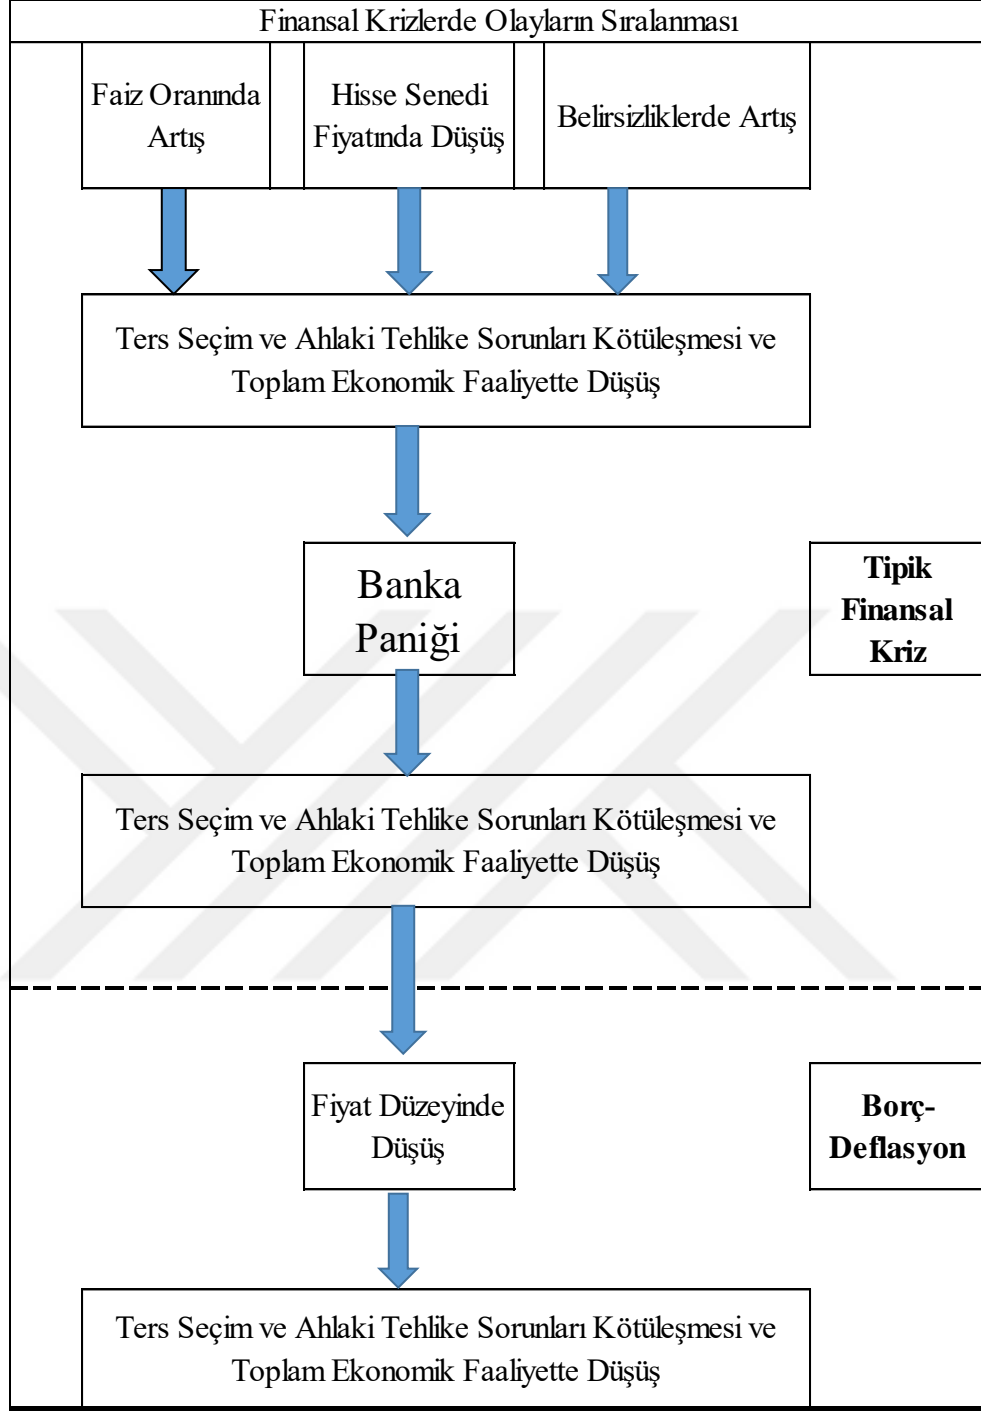 Finansal Krizlerde Olayların Sıralanması
Faiz Oranında
Artış
Hisse Senedi
Fiyatında Düşüş
Belirsizliklerde Artış
Ters Seçim ve Ahlaki Tehlike Sorunları Kötüleşmesi ve
Toplam Ekonomik Faaliyette Düşüş
Banka
Paniği
Tipik
Finansal
Kriz
Ters Seçim ve Ahlaki Tehlike Sorunları Kötüleşmesi ve
Toplam Ekonomik Faaliyette Düşüş
Fiyat Düzeyinde
Düşüş
Borç-
Deflasyon
Ters Seçim ve Ahlaki Tehlike Sorunları Kötüleşmesi ve
Toplam Ekonomik Faaliyette Düşüş